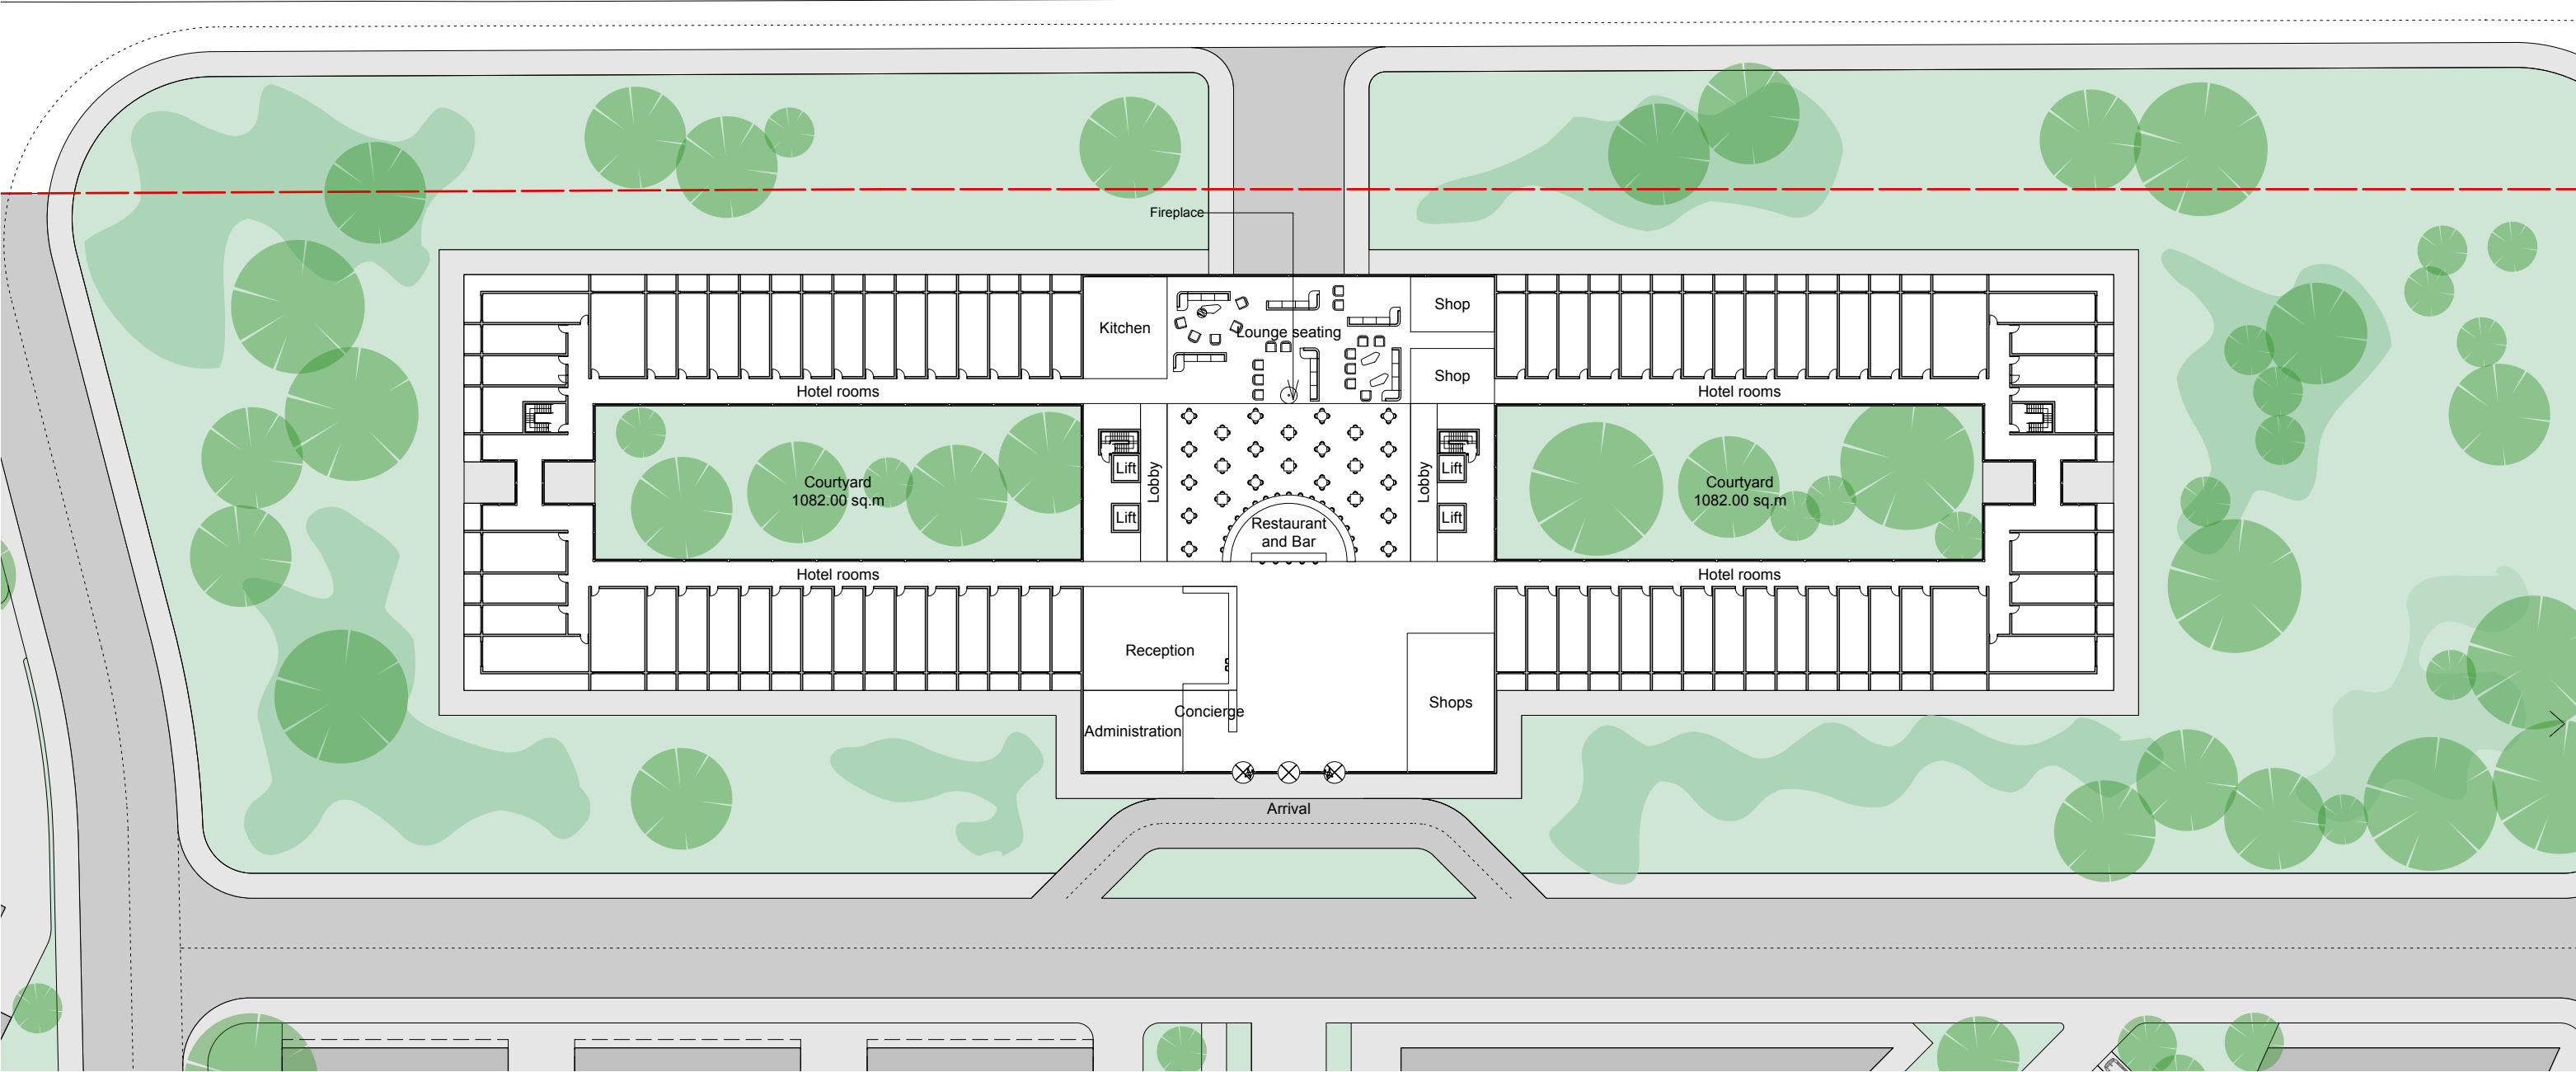 Fireplace
Kitchen
Lounge seating
Shop
Shop
Hotel rooms
Hotel rooms
Courtyard
1082.00 sq.m
Lift
Lift
Lobby
Restaurant
and Bar
Lobby
Lift
Lift
Courtyard
1082.00 sq.m
Hotel rooms
Hotel rooms
Reception
Concierge
Administration
Shops
Arrival